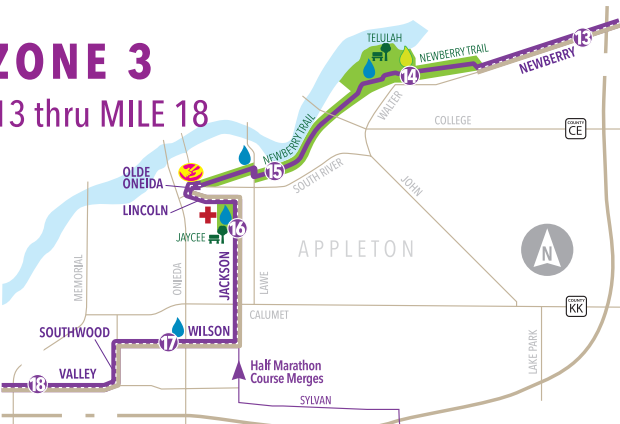 ZONE 3
13 thru MILE 18
TELULAH
NEWBERRY TRAIL
13
NEWBERRY
14
WALTER
COLLEGE
COUNTY
CE
NEWBERRY TRAIL
15
SOUTH RIVER
JOHN
OLDE
ONEIDA
LINCOLN
JAYCEE
16
APPLETON
N
MEMORIAL
ONEIDA
JACKSON
LAWE
CALUMET
COUNTY
KK
SOUTHWOOD
17
WILSON
LAKE PARK
VALLEY
18
Half Marathon
Course Merges
SYLVAN